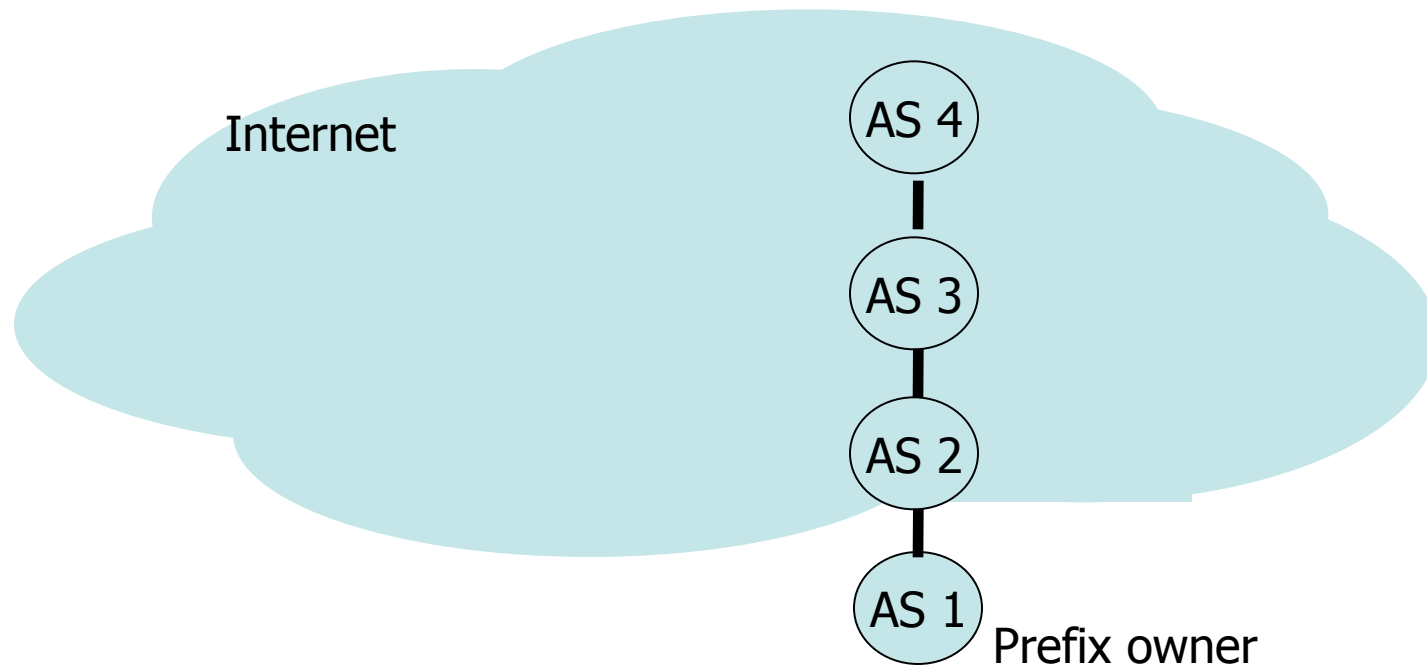 AS 4
Internet
AS 3
AS 2
AS 1
Prefix owner